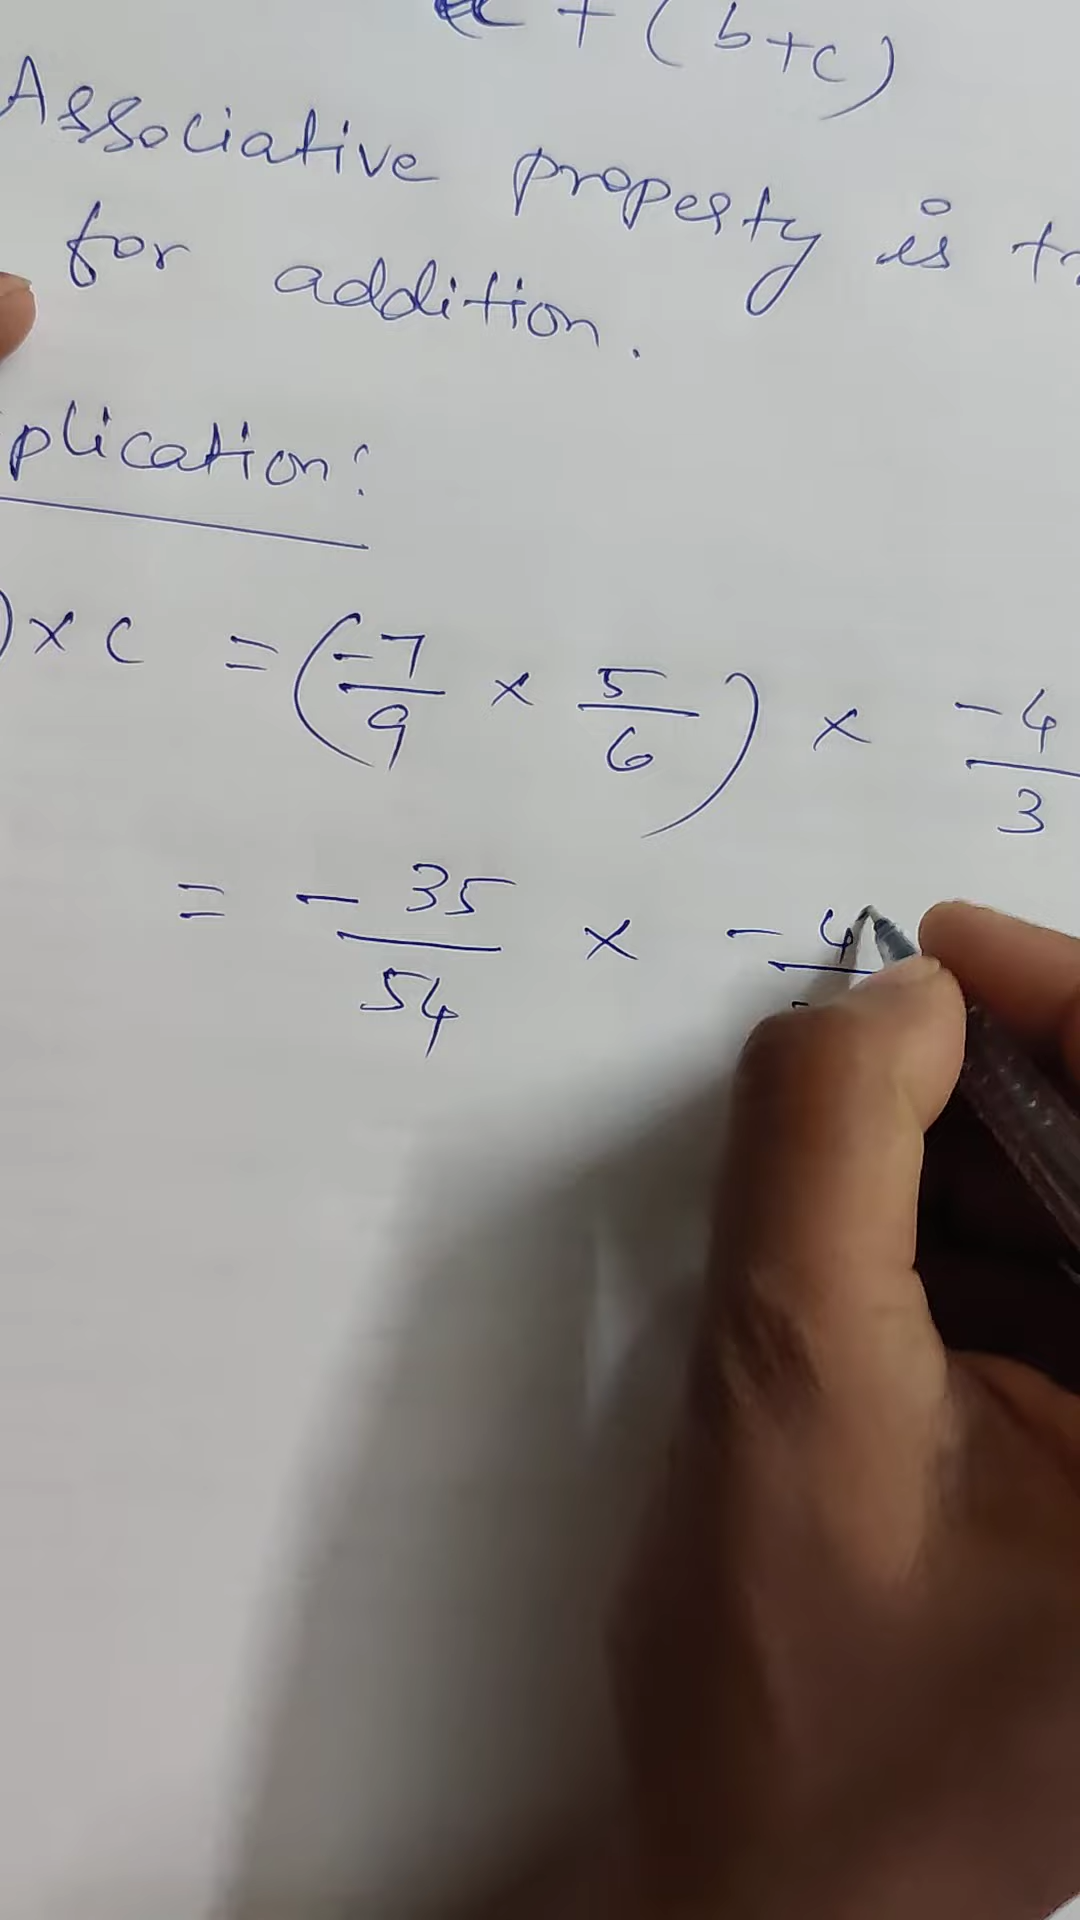 a + (b+c)
Associative property is
for addition.
plication:
) × c = (-7/9 × 5/6) × -4/3
= -35/54 × -4